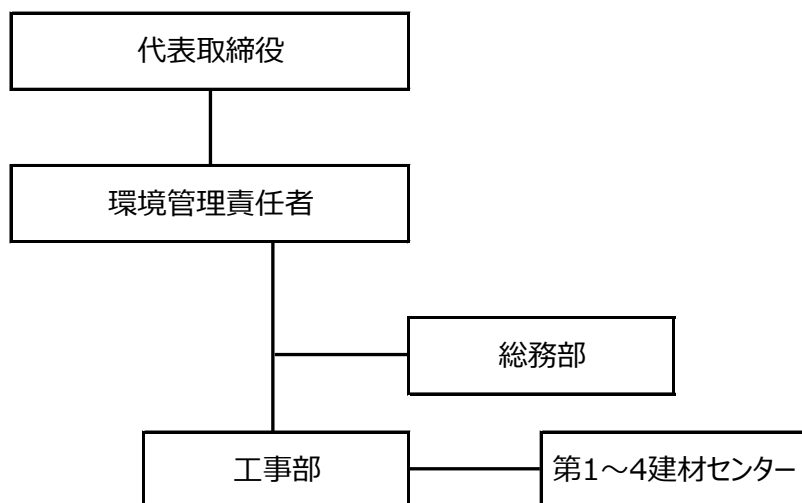 代表取締役
環境管理責任者
総務部
工事部
第1～4建材センター